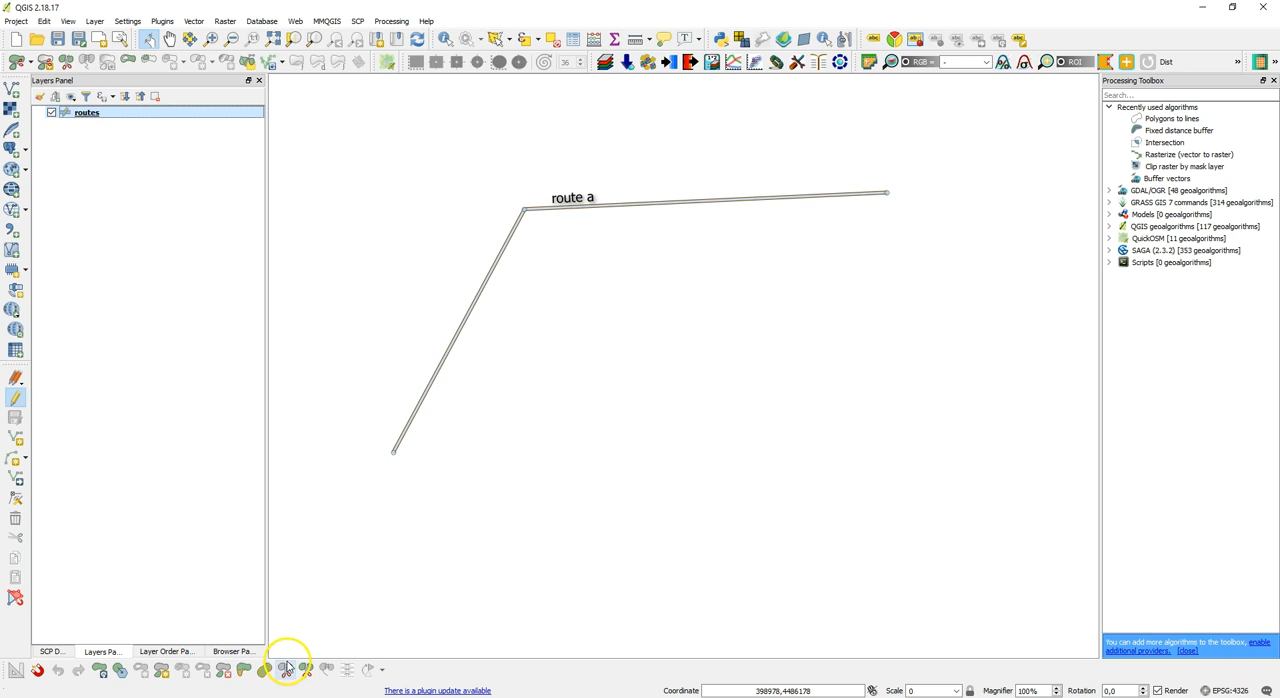 QGIS 2.18.17
Project Edit View Layer Settings Plugins Vector Raster Database Web MMQGIS SCP Processing Help
36
RGB = - ROI Dist
Layers Panel
Processing Toolbox
Search...
routes
Recently used algorithms
Polygons to lines
Fixed distance buffer
Intersection
Rasterize (vector to raster)
Clip raster by mask layer
Buffer vectors
GDAL/OGR [48 geoalgorithms]
GRASS GIS 7 commands [314 geoalgorithms]
Models [0 geoalgorithms]
QGIS geoalgorithms [117 geoalgorithms]
QuickOSM [11 geoalgorithms]
SAGA (2.3.2) [353 geoalgorithms]
Scripts [0 geoalgorithms]
route a
You can add more algorithms to the toolbox, enable
additional providers. [close]
SCP D... Layers Pa... Layer Order Pa... Browser Pa...
There is a plugin update available
Coordinate 398978,4486178 Scale 0 Magnifier 100% Rotation 0,0 Render EPSG:4326